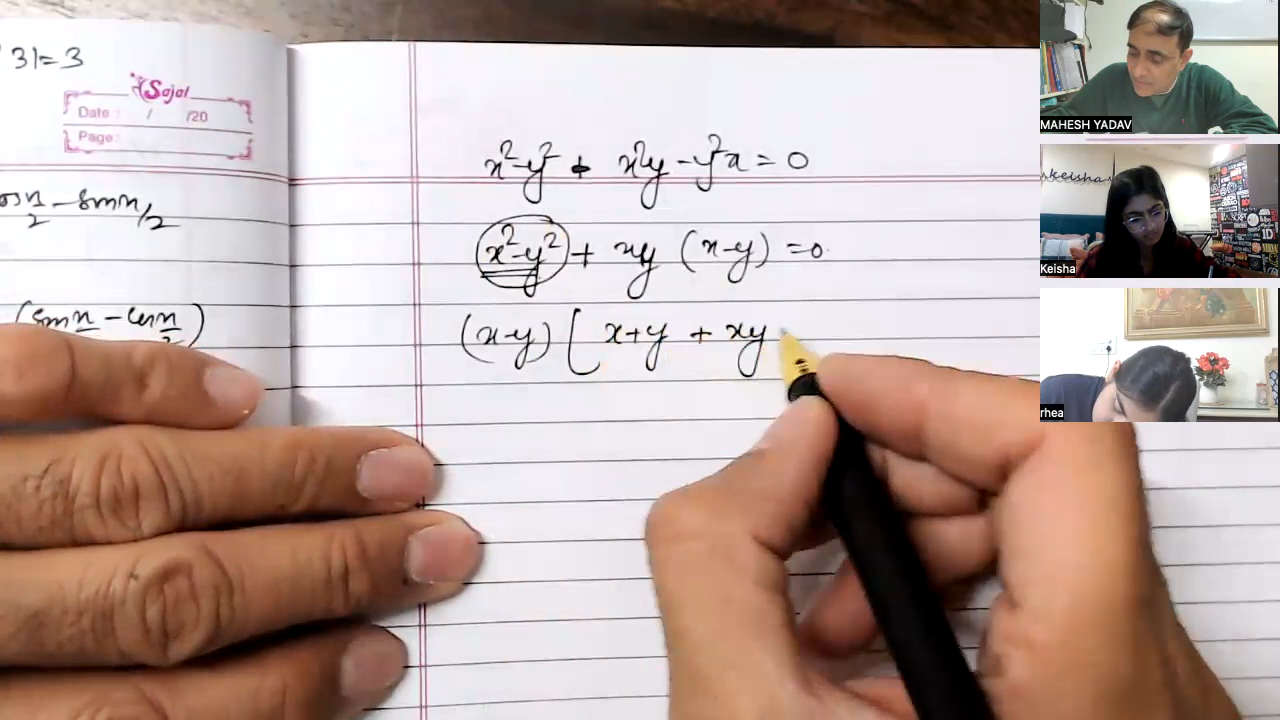 31=3
Sajal
Date : / /20
Page:
x²-y² + x²y - y²x = 0
x²-y² + xy (x-y) = 0
(x-y) [ x+y + xy
MAHESH YADAV
keisha
Keisha
rhea